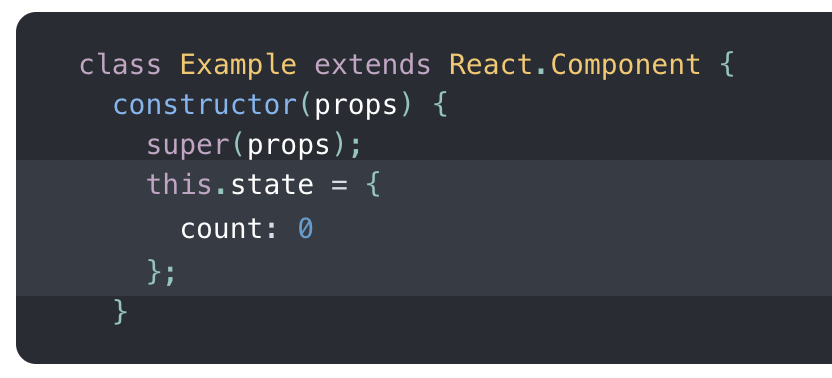 class Example extends React.Component {
  constructor(props) {
    super(props);
    this.state = {
      count: 0
    };
  }